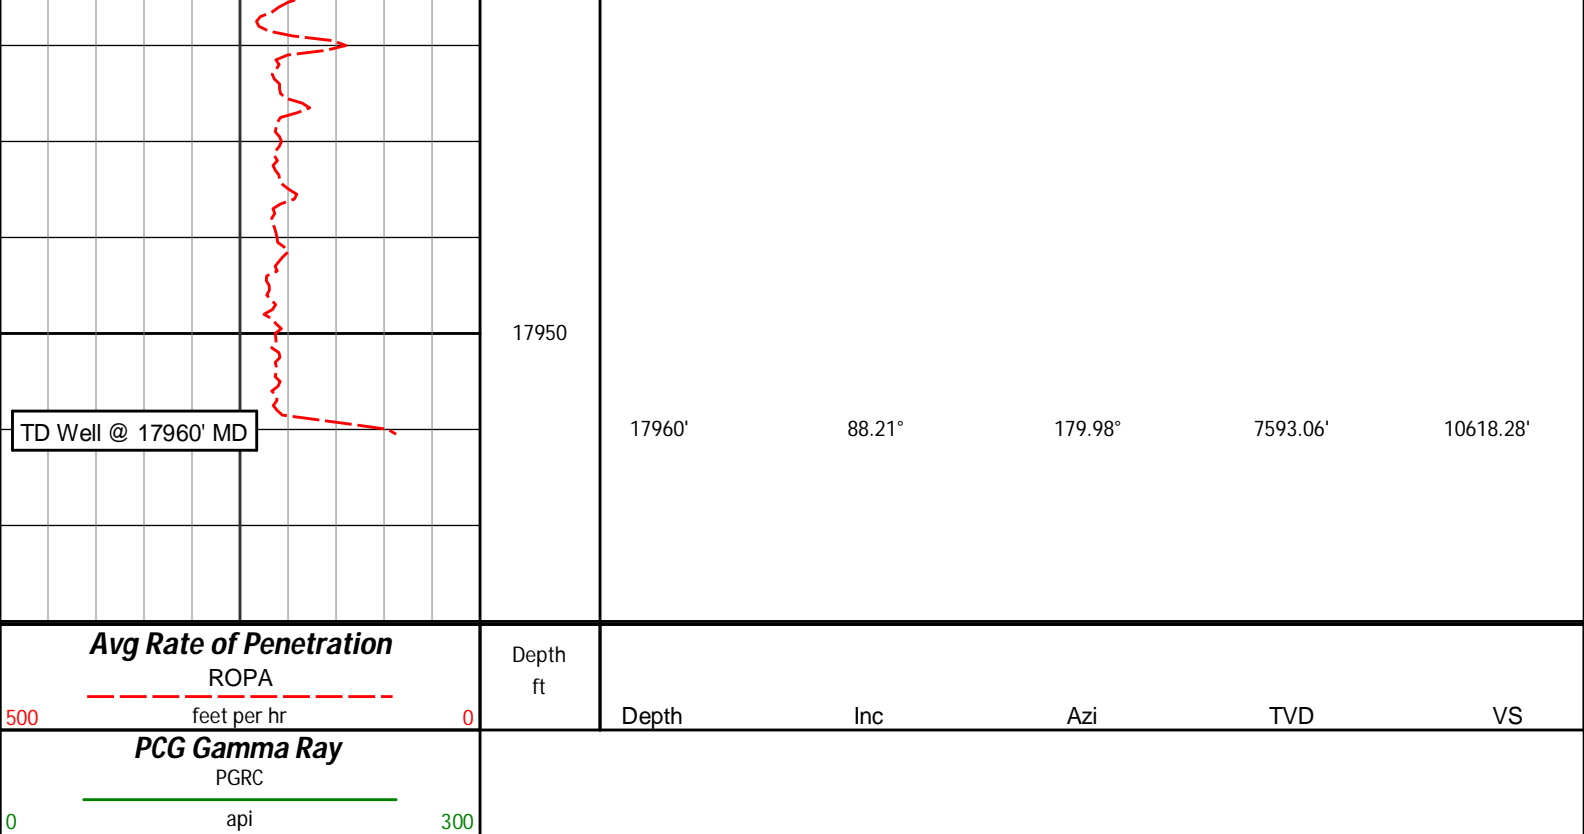 17950
TD Well @ 17960' MD
17960' 88.21° 179.98° 7593.06' 10618.28'
Avg Rate of Penetration
ROPA
500 feet per hr 0
Depth
ft
Depth Inc Azi TVD VS
PCG Gamma Ray
PGRC
0 api 300